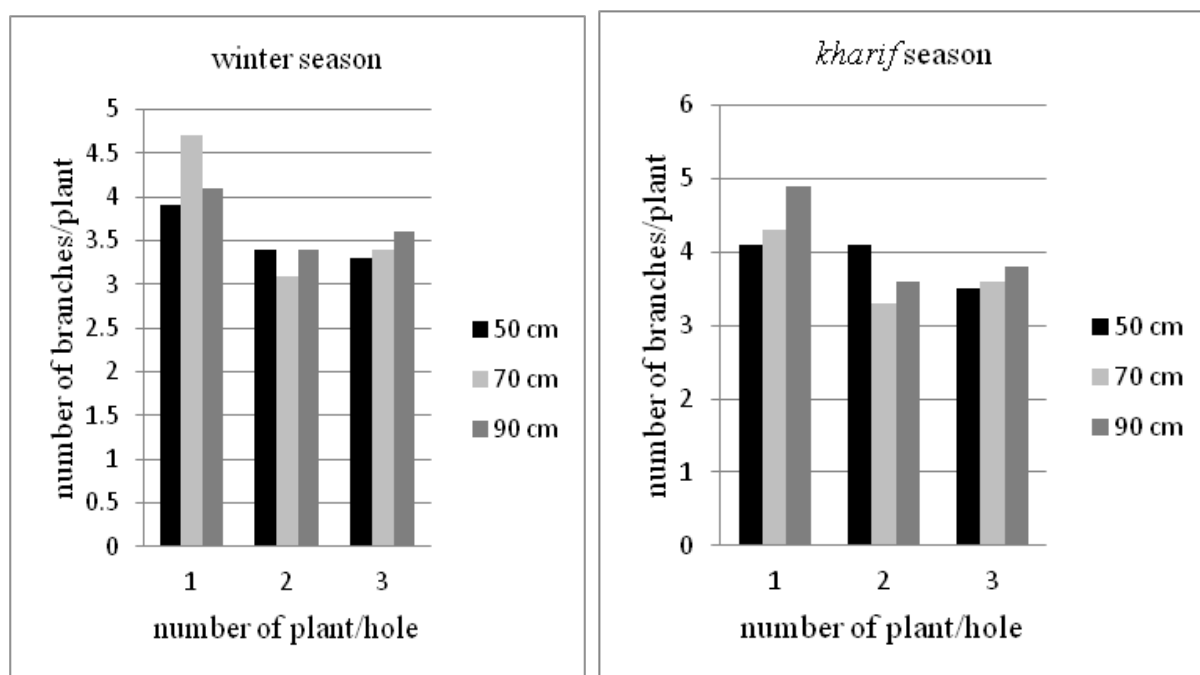 winter season
number of branches/plant
5
4.5
4
3.5
3
2.5
2
1.5
1
0.5
0
1 2 3
number of plant/hole
50 cm
70 cm
90 cm
kharif season
number of branches/plant
6
5
4
3
2
1
0
1 2 3
number of plant/hole
50 cm
70 cm
90 cm